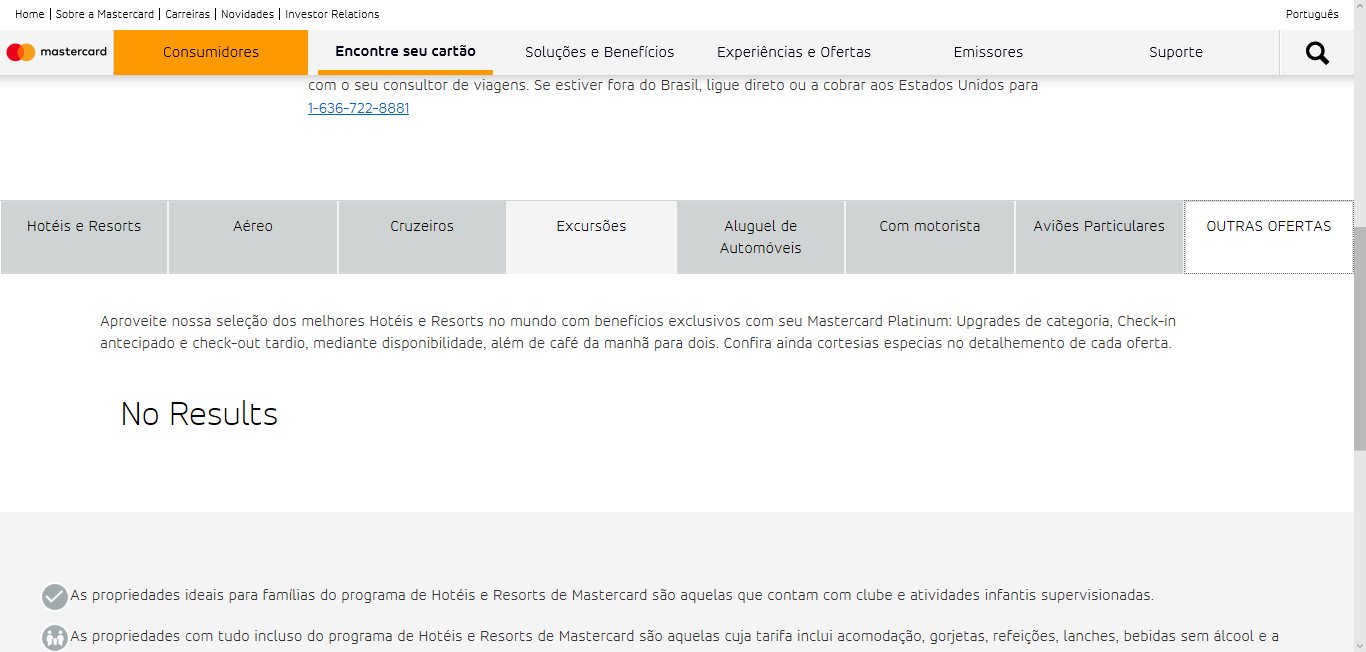 Home | Sobre a Mastercard | Carreiras | Novidades | Investor Relations
Português
mastercard
Consumidores
Encontre seu cartão
Soluções e Benefícios
Experiências e Ofertas
Emissores
Suporte
com o seu consultor de viagens. Se estiver fora do Brasil, ligue direto ou a cobrar aos Estados Unidos para
1-636-722-8881
Hotéis e Resorts
Aéreo
Cruzeiros
Excursões
Aluguel de
Automóveis
Com motorista
Aviões Particulares
OUTRAS OFERTAS
Aproveite nossa seleção dos melhores Hotéis e Resorts no mundo com benefícios exclusivos com seu Mastercard Platinum: Upgrades de categoria, Check-in
antecipado e check-out tardio, mediante disponibilidade, além de café da manhã para dois. Confira ainda cortesias especias no detalhemento de cada oferta.
No Results
As propriedades ideais para famílias do programa de Hotéis e Resorts de Mastercard são aquelas que contam com clube e atividades infantis supervisionadas.
As propriedades com tudo incluso do programa de Hotéis e Resorts de Mastercard são aquelas cuja tarifa inclui acomodação, gorjetas, refeições, lanches, bebidas sem álcool e a